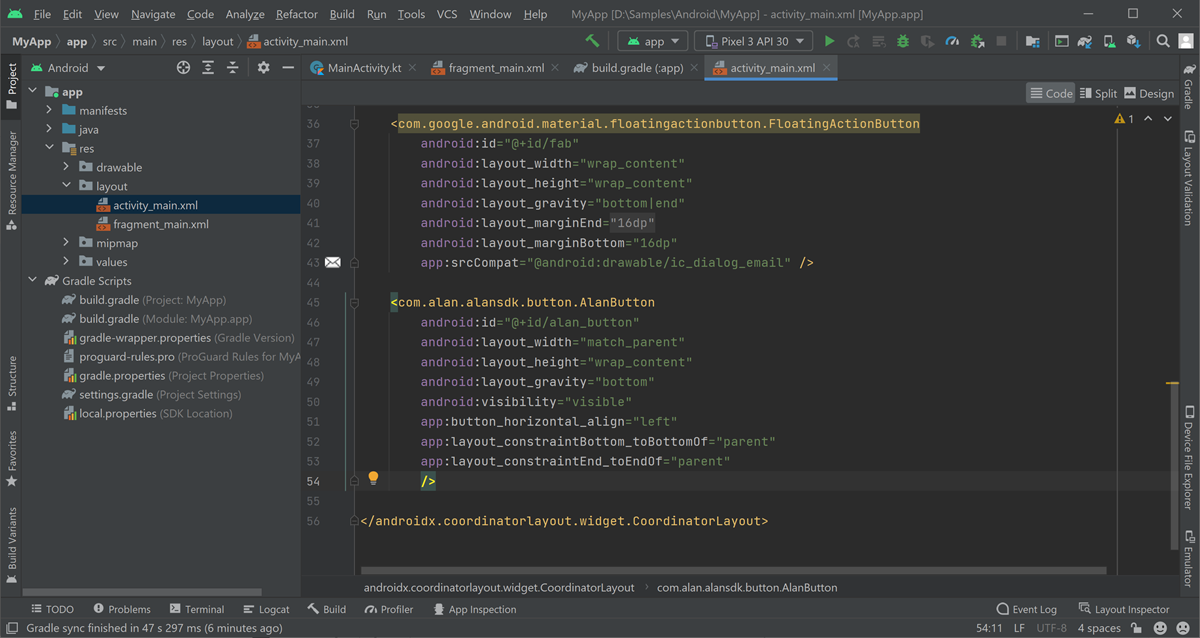 File Edit View Navigate Code Analyze Refactor Build Run Tools VCS Window Help MyApp [D:\Samples\Android\MyApp] - activity_main.xml [MyApp.app]
MyApp app src main res layout activity_main.xml app Pixel 3 API 30
Android MainActivity.kt fragment_main.xml build.gradle (:app) activity_main.xml
Code Split Design
Project
Resource Manager
Structure
Favorites
Build Variants
app
manifests
java
res
drawable
layout
activity_main.xml
fragment_main.xml
mipmap
values
Gradle Scripts
build.gradle (Project: MyApp)
build.gradle (Module: MyApp.app)
gradle-wrapper.properties (Gradle Version)
proguard-rules.pro (ProGuard Rules for MyA
gradle.properties (Project Properties)
settings.gradle (Project Settings)
local.properties (SDK Location)
36 <com.google.android.material.floatingactionbutton.FloatingActionButton
37 android:id="@+id/fab"
38 android:layout_width="wrap_content"
39 android:layout_height="wrap_content"
40 android:layout_gravity="bottom|end"
41 android:layout_marginEnd="16dp"
42 android:layout_marginBottom="16dp"
43 app:srcCompat="@android:drawable/ic_dialog_email" />
44
45 <com.alan.alansdk.button.AlanButton
46 android:id="@+id/alan_button"
47 android:layout_width="match_parent"
48 android:layout_height="wrap_content"
49 android:layout_gravity="bottom"
50 android:visibility="visible"
51 app:button_horizontal_align="left"
52 app:layout_constraintBottom_toBottomOf="parent"
53 app:layout_constraintEnd_toEndOf="parent"
54 />
55
56 </androidx.coordinatorlayout.widget.CoordinatorLayout>
1
Gradle
Layout Validation
Device File Explorer
Emulator
androidx.coordinatorlayout.widget.CoordinatorLayout com.alan.alansdk.button.AlanButton
TODO Problems Terminal Logcat Build Profiler App Inspection Event Log Layout Inspector
Gradle sync finished in 47 s 297 ms (6 minutes ago) 54:11 LF UTF-8 4 spaces